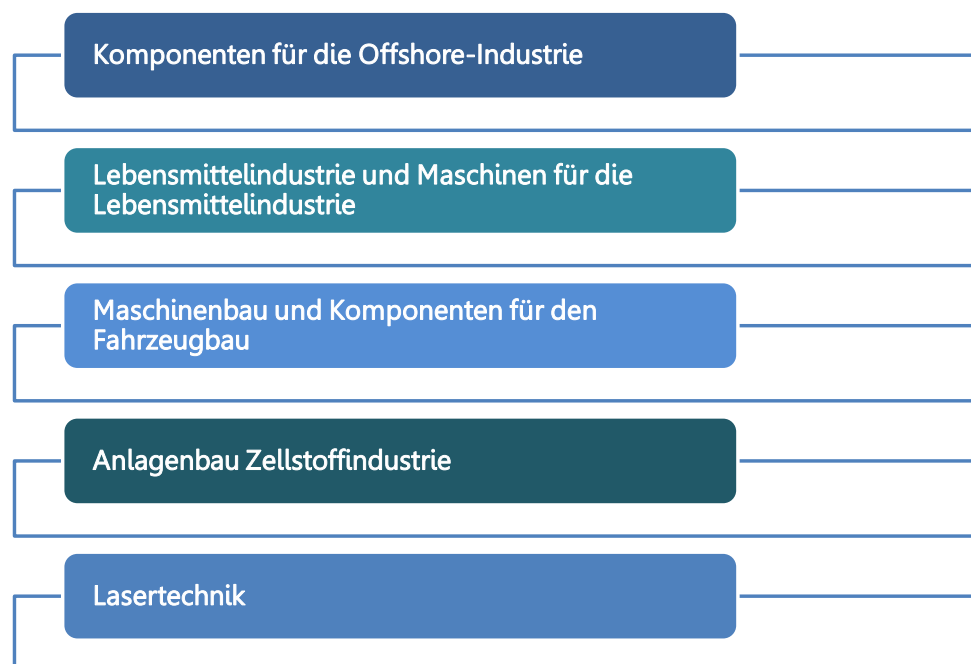 Komponenten für die Offshore-Industrie
Lebensmittelindustrie und Maschinen für die
Lebensmittelindustrie
Maschinenbau und Komponenten für den
Fahrzeugbau
Anlagenbau Zellstoffindustrie
Lasertechnik